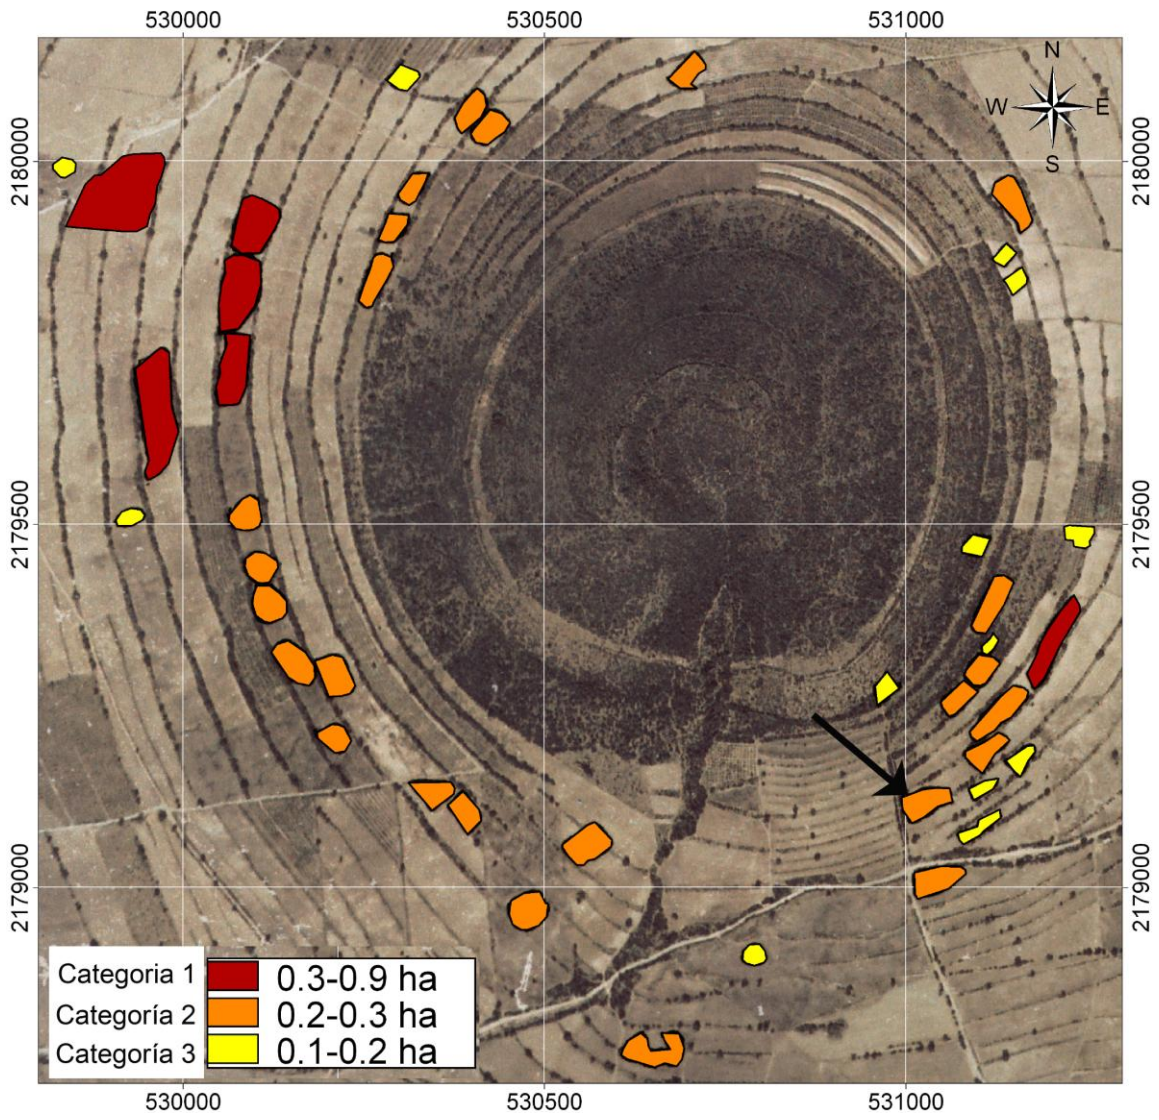 530000 530500 531000
N
W E
S
2180000 2180000
2179500 2179500
2179000 2179000
Categoria 1 0.3-0.9 ha
Categoría 2 0.2-0.3 ha
Categoría 3 0.1-0.2 ha
530000 530500 531000